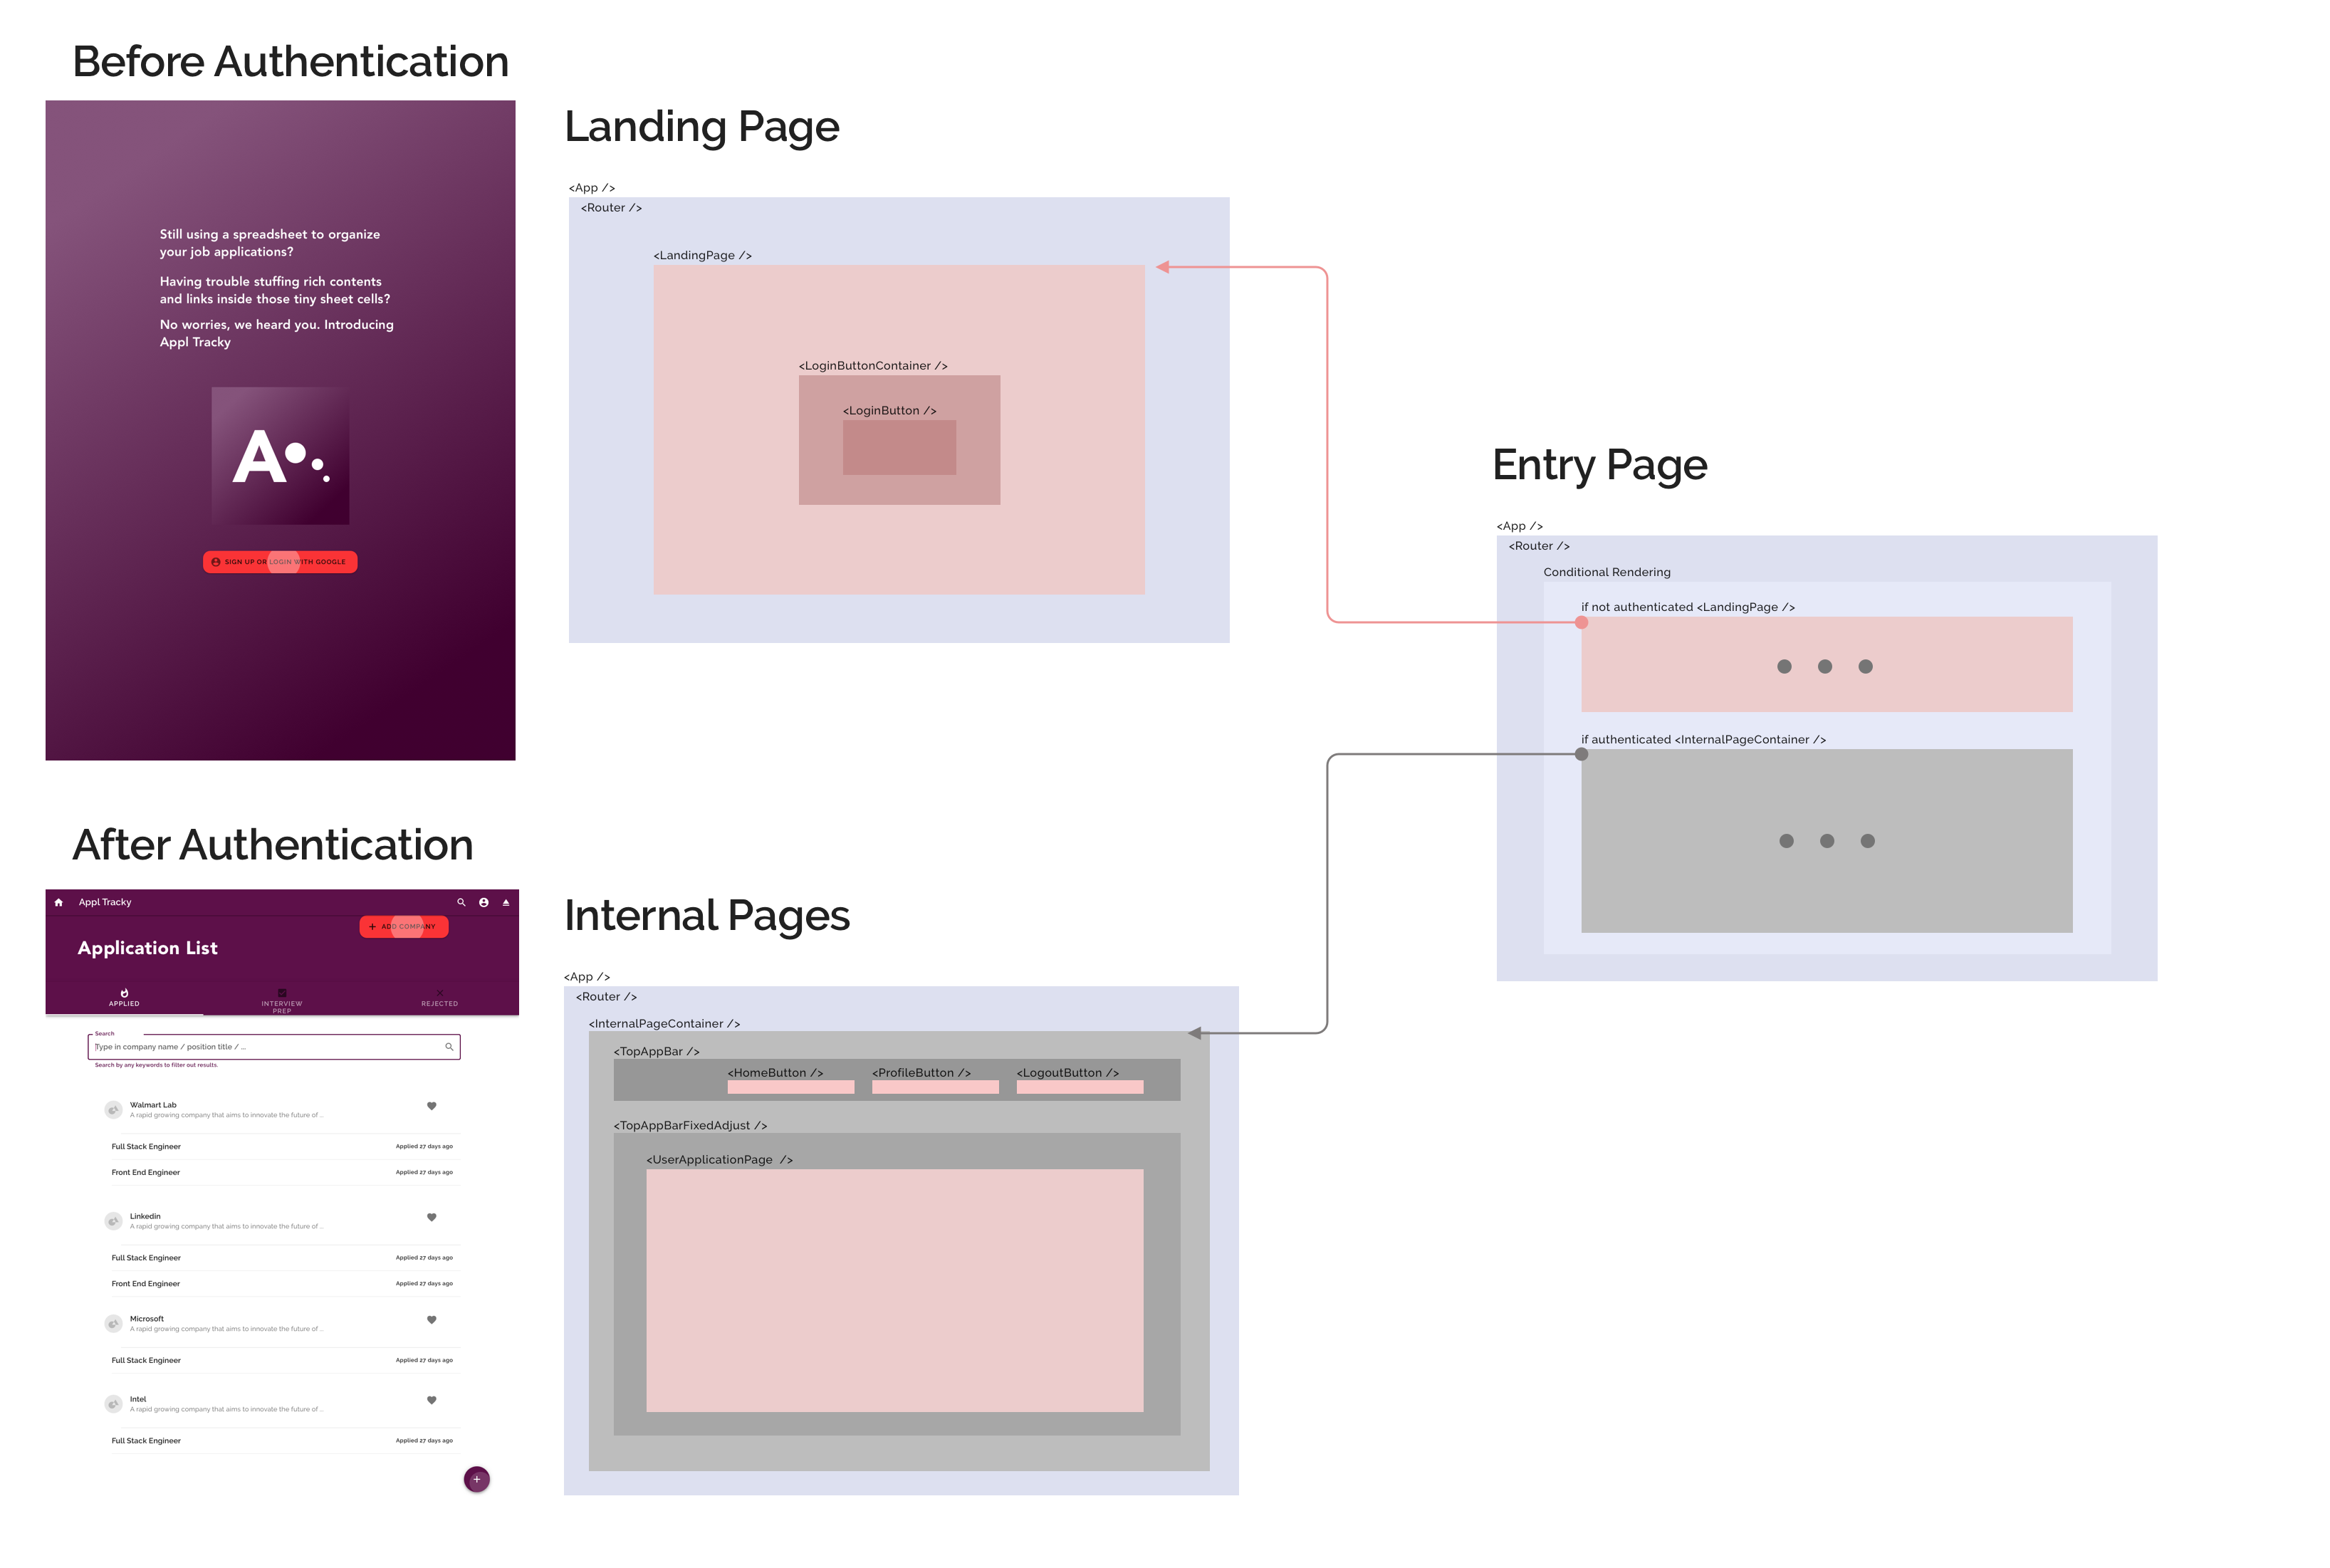 Before Authentication
Still using a spreadsheet to organize
your job applications?
Having trouble stuffing rich contents
and links inside those tiny sheet cells?
No worries, we heard you. Introducing
Appl Tracky
A
SIGN UP OR LOGIN WITH GOOGLE
Landing Page
<App />
<Router />
<LandingPage />
<LoginButtonContainer />
<LoginButton />
Entry Page
<App />
<Router />
Conditional Rendering
if not authenticated <LandingPage />
if authenticated <InternalPageContainer />
After Authentication
Appl Tracky
ADD COMPANY
Application List
APPLIED
INTERVIEW
PREP
REJECTED
Search
Type in company name / position title / ...
Search by any keywords to filter out results.
Walmart Lab
A rapid growing company that aims to innovate the future of ...
Full Stack Engineer
Applied 27 days ago
Front End Engineer
Applied 27 days ago
Linkedin
A rapid growing company that aims to innovate the future of ...
Full Stack Engineer
Applied 27 days ago
Front End Engineer
Applied 27 days ago
Microsoft
A rapid growing company that aims to innovate the future of ...
Full Stack Engineer
Applied 27 days ago
Intel
A rapid growing company that aims to innovate the future of ...
Full Stack Engineer
Applied 27 days ago
Internal Pages
<App />
<Router />
<InternalPageContainer />
<TopAppBar />
<HomeButton />
<ProfileButton />
<LogoutButton />
<TopAppBarFixedAdjust />
<UserApplicationPage />